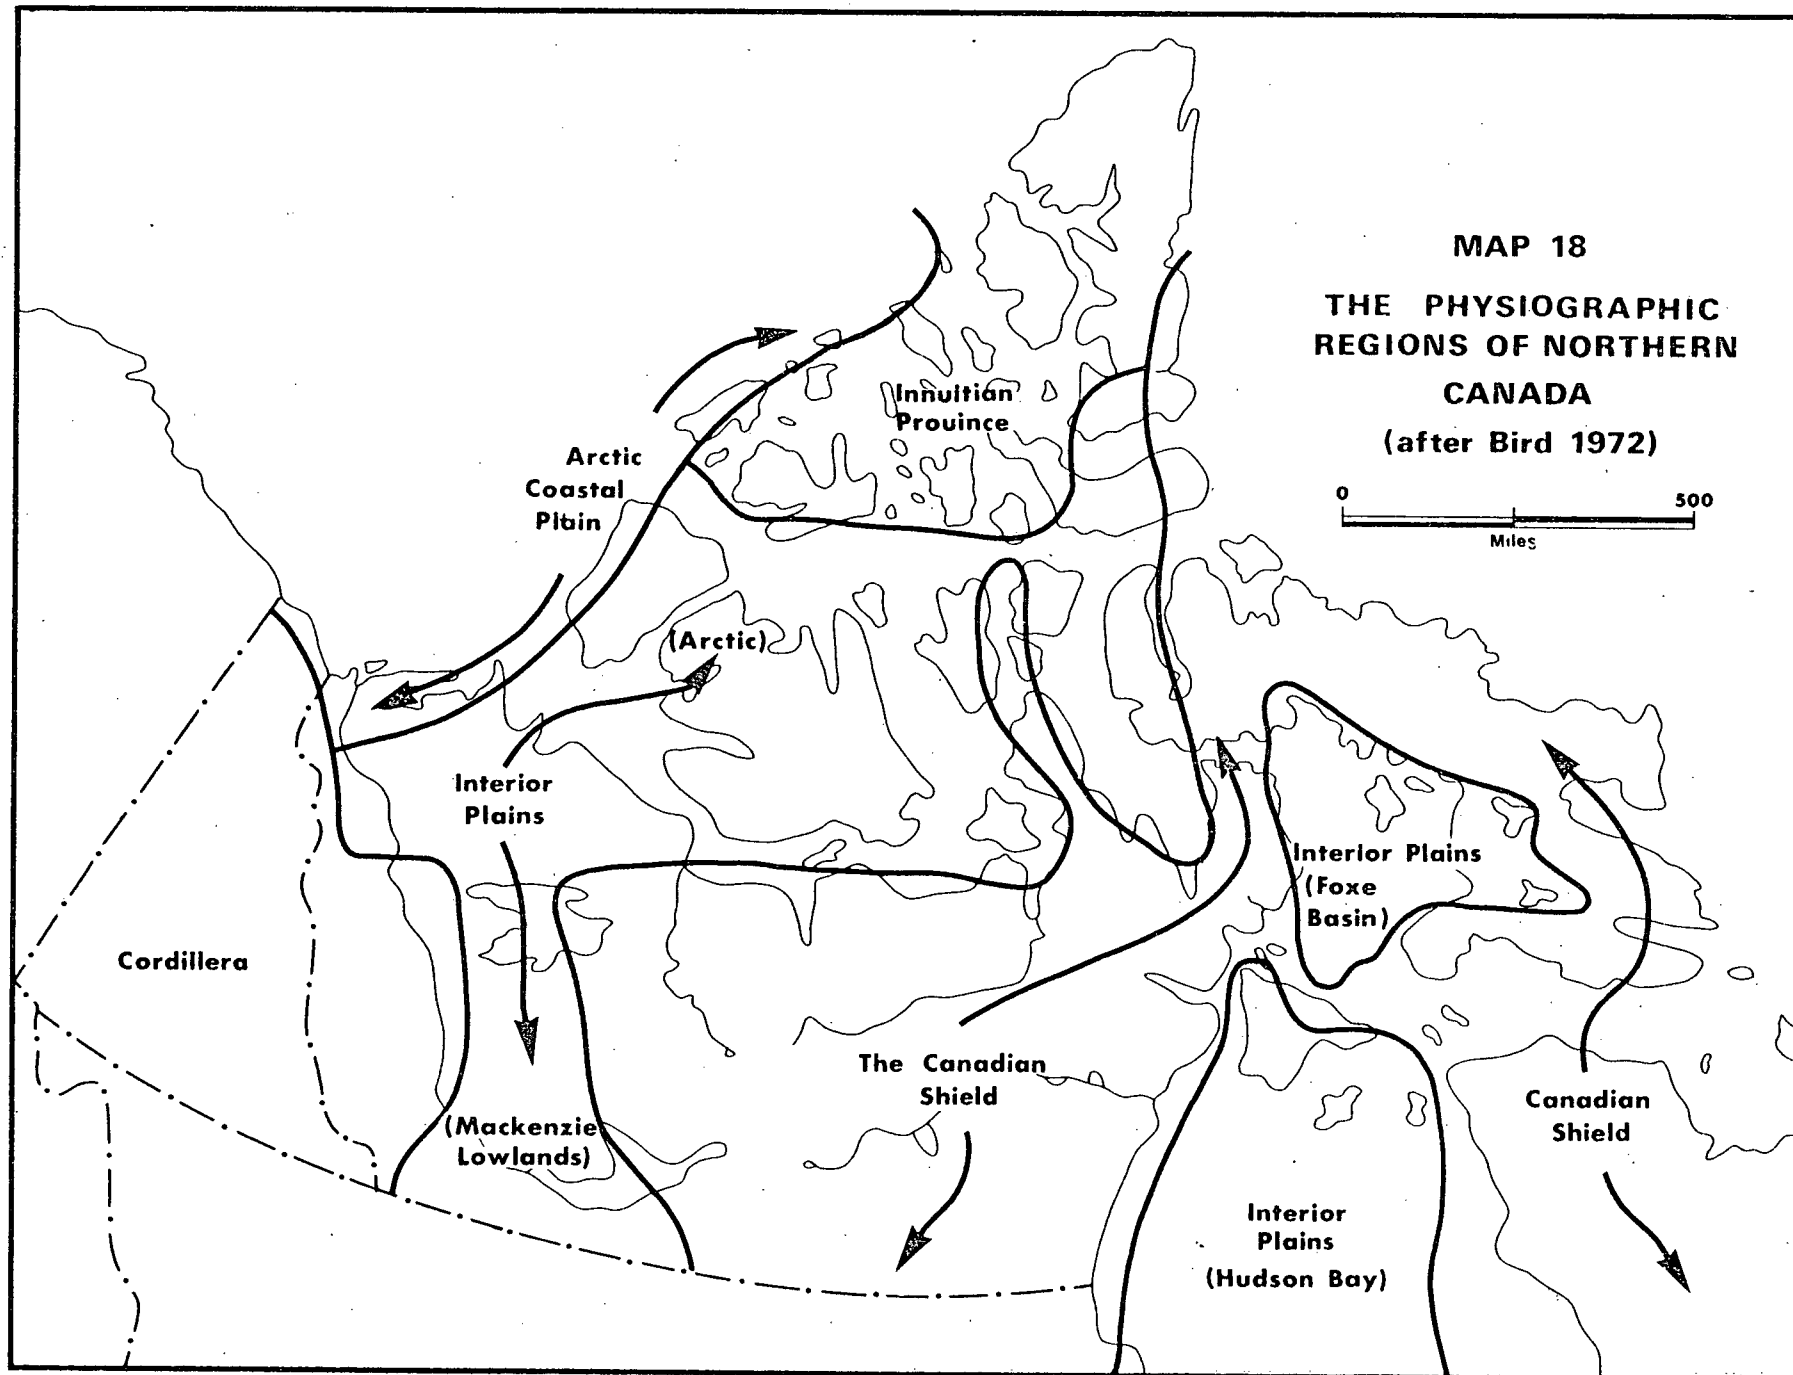 MAP 18
THE PHYSIOGRAPHIC
REGIONS OF NORTHERN
CANADA
(after Bird 1972)
0 500
Miles
Innuitian
Prouince
Arctic
Coastal
Plain
(Arctic)
Interior
Plains
Interior Plains
(Foxe
Basin)
Cordillera
The Canadian
Shield
Canadian
Shield
(Mackenzie
Lowlands)
Interior
Plains
(Hudson Bay)